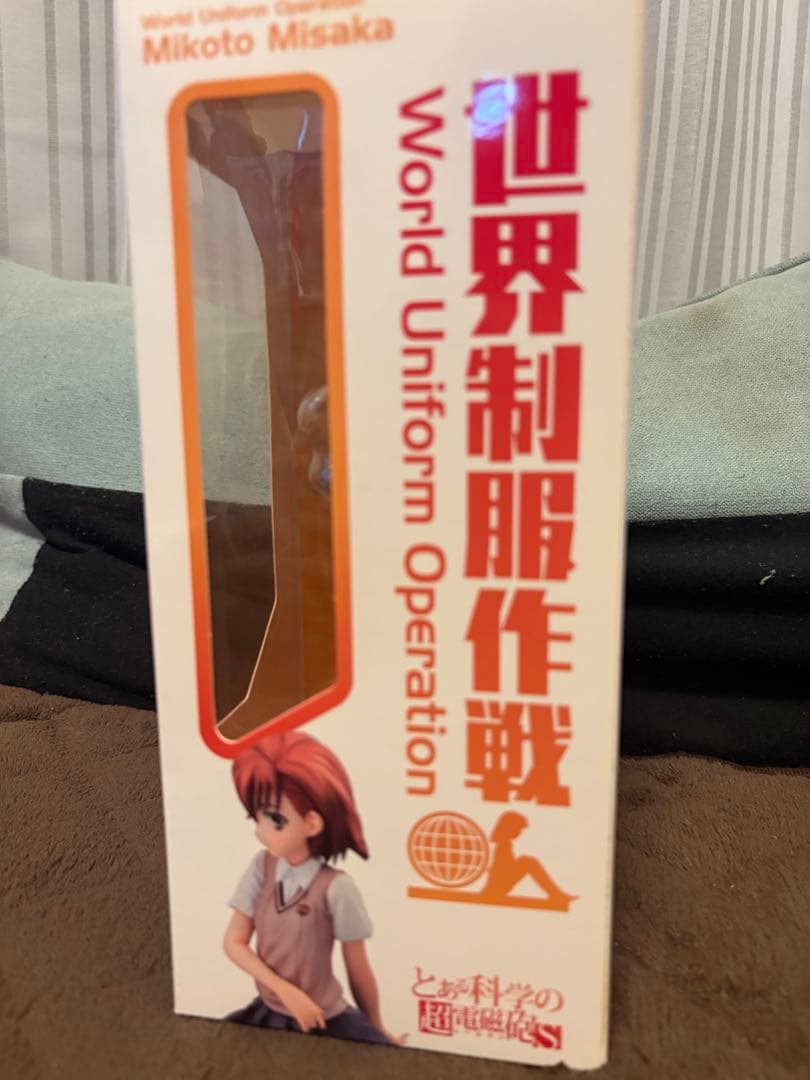 World Uniform Operation
Mikoto Misaka
世界制服作戦
World Uniform Operation
とある科学の
超電磁砲S